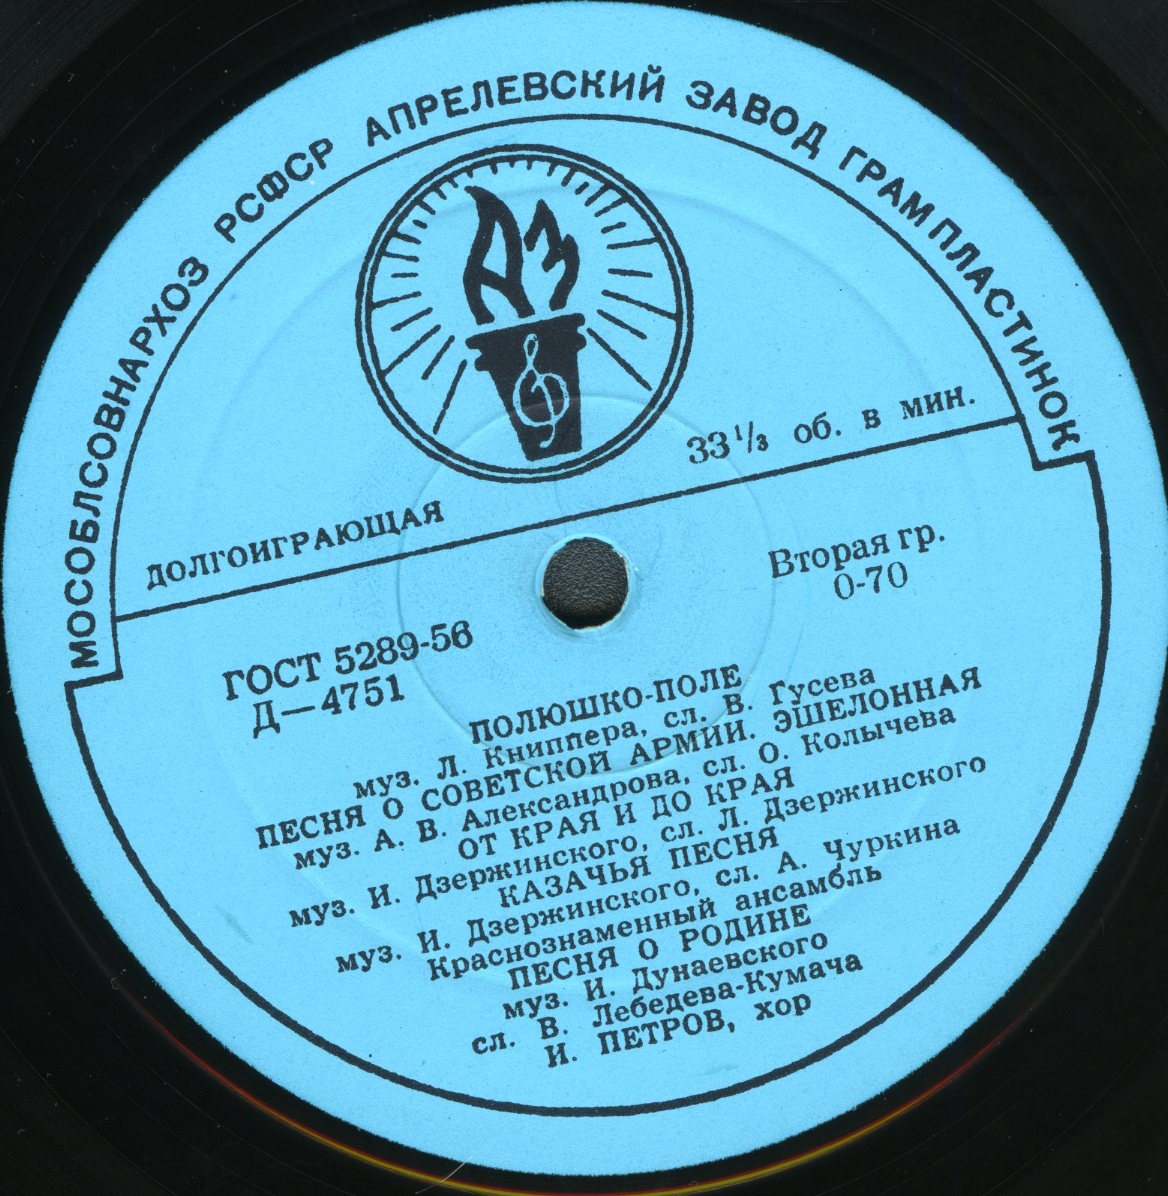 МОСОБЛСОВНАРХОЗ РСФСР АПРЕЛЕВСКИЙ ЗАВОД ГРАМПЛАСТИНОК
АЗ
ДОЛГОИГРАЮЩАЯ
33 1/3 об. в мин.
ГОСТ 5289-56
Д—4751
Вторая гр.
0-70
ПОЛЮШКО-ПОЛЕ
муз. Л. Книппера, сл. В. Гусева
ПЕСНЯ О СОВЕТСКОЙ АРМИИ. ЭШЕЛОННАЯ
муз. А. В. Александрова, сл. О. Колычева
ОТ КРАЯ И ДО КРАЯ
муз. И. Дзержинского, сл. Л. Дзержинского
КАЗАЧЬЯ ПЕСНЯ
муз. И. Дзержинского, сл. А. Чуркина
Краснознаменный ансамбль
ПЕСНЯ О РОДИНЕ
муз. И. Дунаевского
сл. В. Лебедева-Кумача
И. ПЕТРОВ, хор